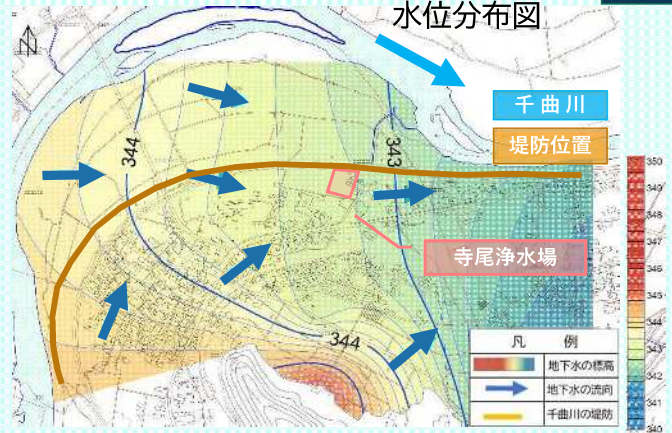 水位分布図
N
千曲川
堤防位置
344
343
寺尾浄水場
344
凡 例
地下水の標高
地下水の流向
千曲川の堤防
350
349
348
347
346
345
344
343
342
341
340